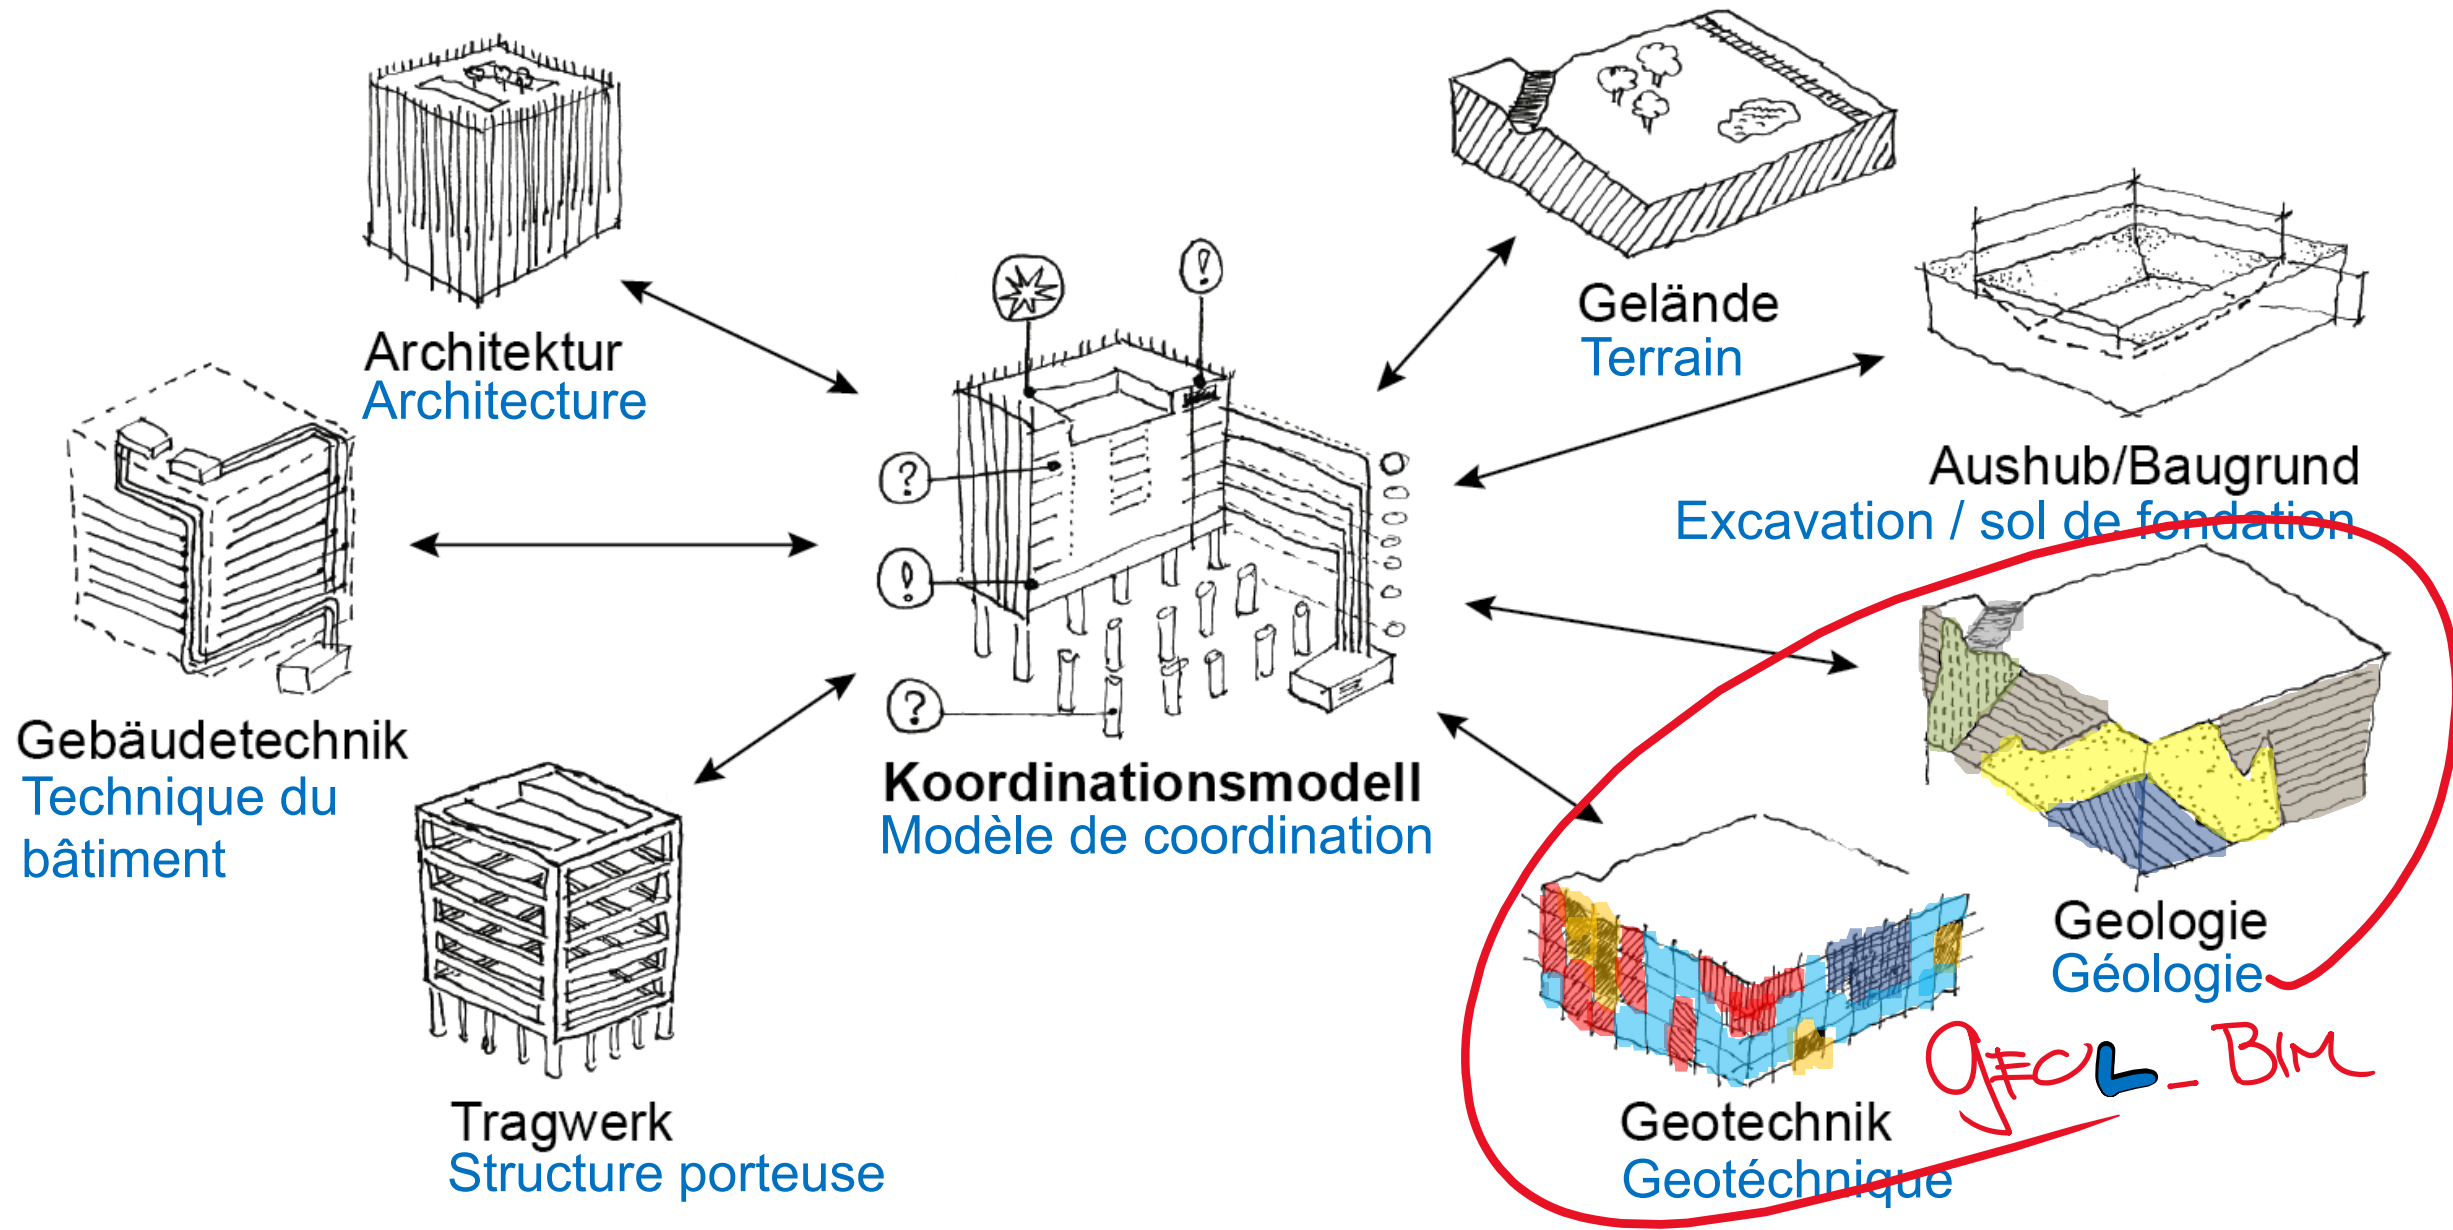 Architektur
Architecture
Gelände
Terrain
Aushub/Baugrund
Excavation / sol de fondation
!
?
!
?
Gebäudetechnik
Technique du
bâtiment
Koordinationsmodell
Modèle de coordination
Geologie
Géologie
GEOL_BIM
Tragwerk
Structure porteuse
Geotechnik
Geotéchnique